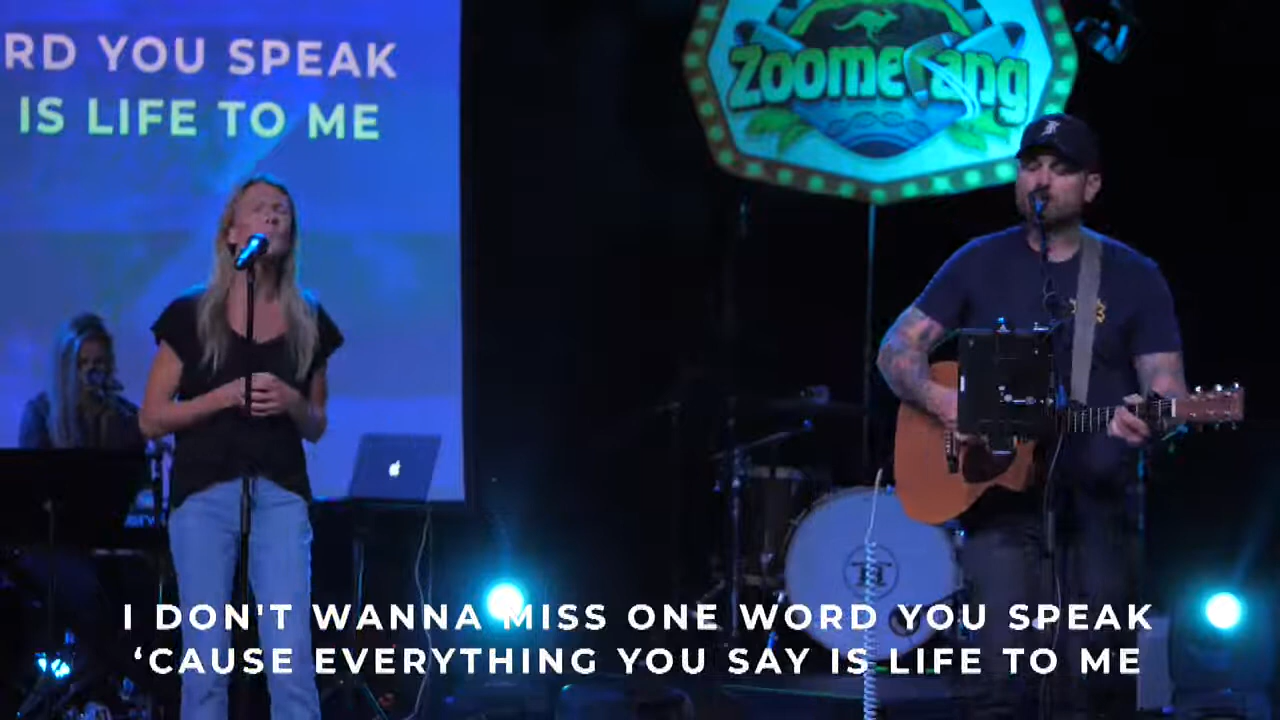 RD YOU SPEAK
IS LIFE TO ME
Zoomerang
I DON'T WANNA MISS ONE WORD YOU SPEAK
‘CAUSE EVERYTHING YOU SAY IS LIFE TO ME